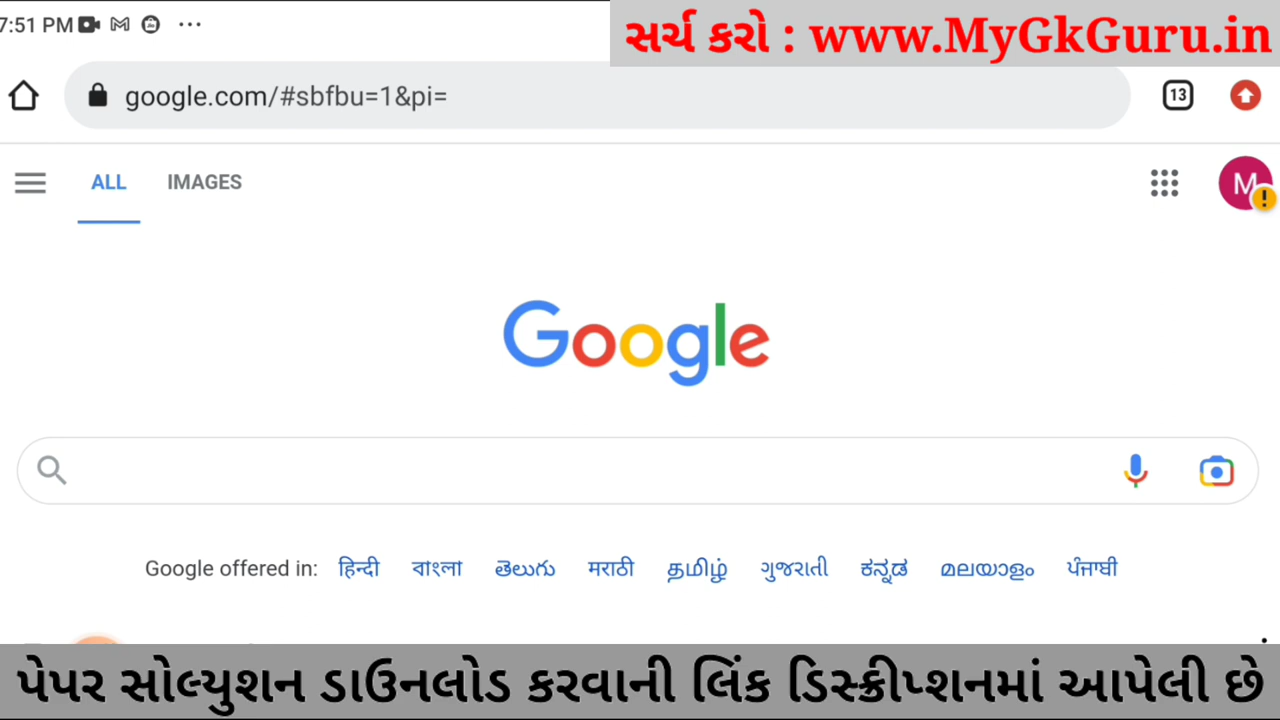 7:51 PM
સર્ચ કરો : www.MyGkGuru.in
google.com/#sbfbu=1&pi=
13
ALL IMAGES
M
Google
Google offered in: हिन्दी বাংলা తెలుగు मराठी தமிழ் ગુજરાતી ಕನ್ನಡ മലയാളം ਪੰਜਾਬੀ
પેપર સોલ્યુશન ડાઉનલોડ કરવાની લિંક ડિસ્ક્રીપ્શનમાં આપેલી છે